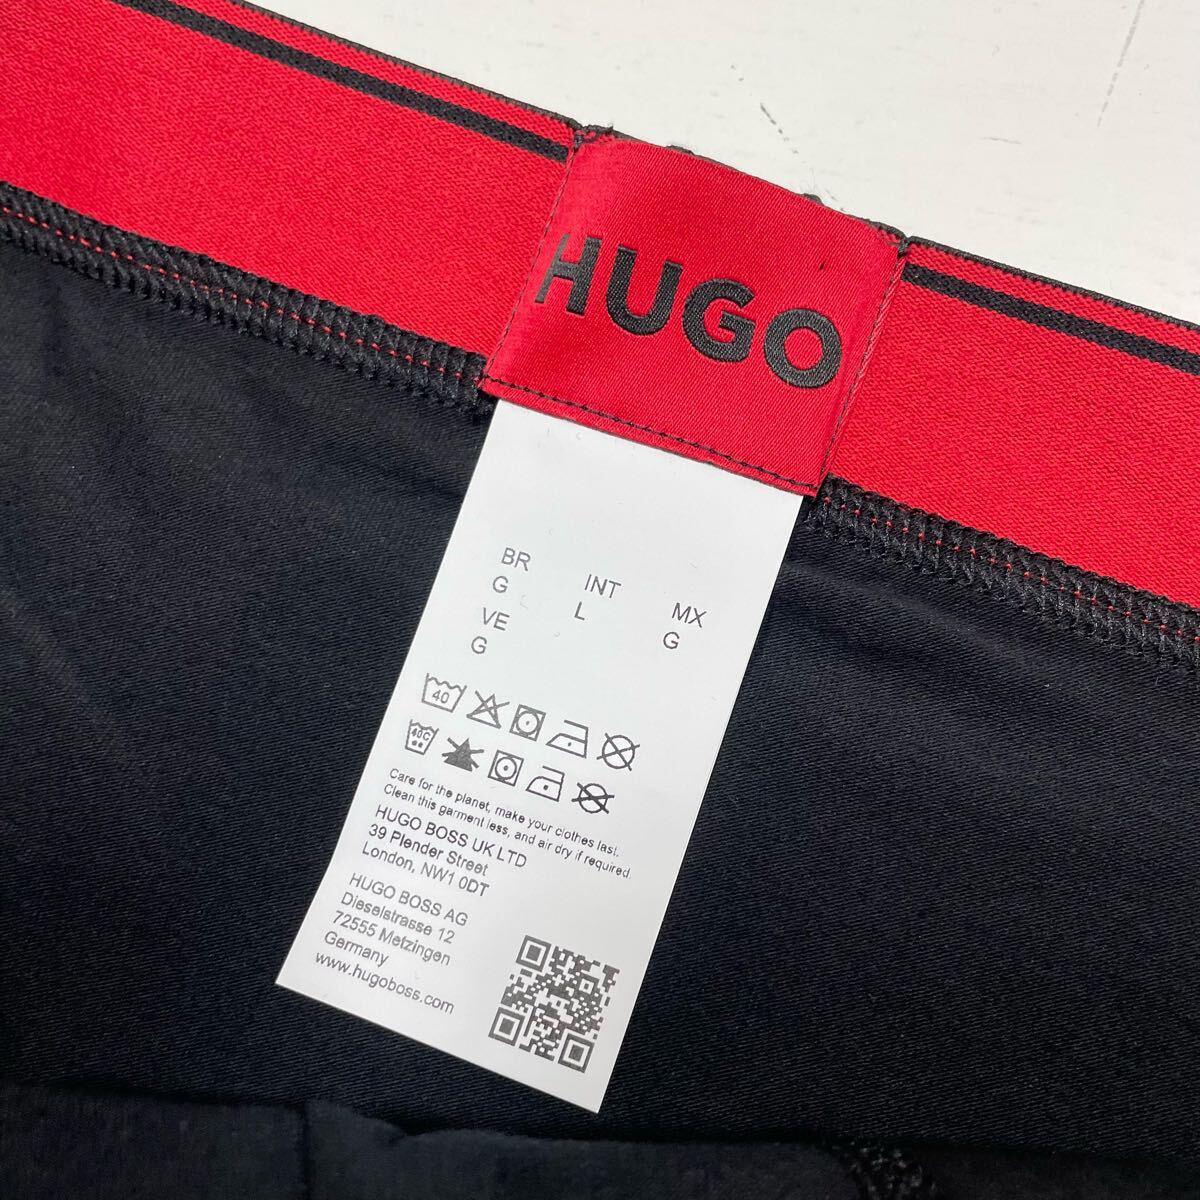 HUGO
BR INT MX
G L G
VE
G
40
40C
Care for the planet, make your clothes last.
Clean this garment less, and air dry if required.
HUGO BOSS UK LTD
39 Plender Street
London, NW1 0DT
HUGO BOSS AG
Dieselstrasse 12
72555 Metzingen
Germany
www.hugoboss.com